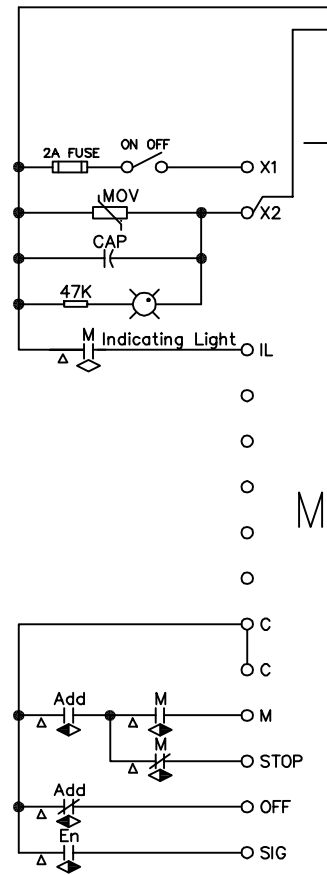 2A FUSE
ON OFF
X1
MOV
X2
CAP
47K
M
Indicating Light
IL
M
C
C
Add
M
M
M
STOP
Add
OFF
En
SIG